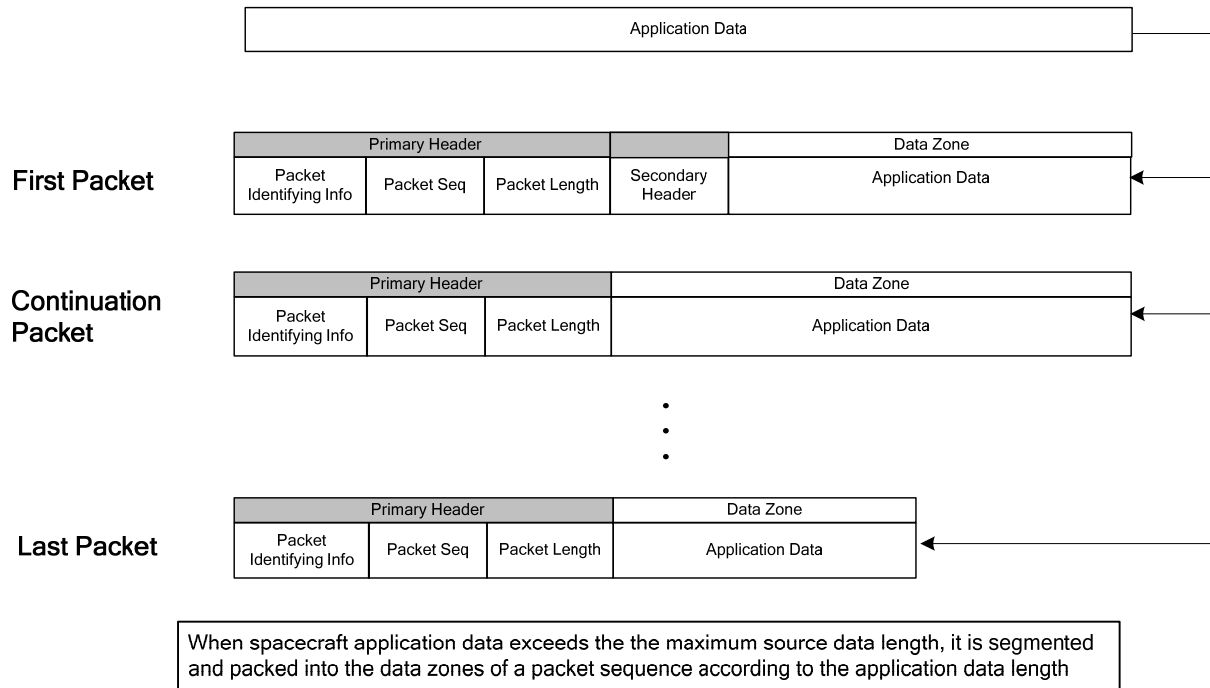 Application Data
Primary Header
Data Zone
First Packet
Packet
Identifying Info
Packet Seq
Packet Length
Secondary
Header
Application Data
Primary Header
Data Zone
Continuation
Packet
Packet
Identifying Info
Packet Seq
Packet Length
Application Data
Primary Header
Data Zone
Last Packet
Packet
Identifying Info
Packet Seq
Packet Length
Application Data
When spacecraft application data exceeds the the maximum source data length, it is segmented
and packed into the data zones of a packet sequence according to the application data length